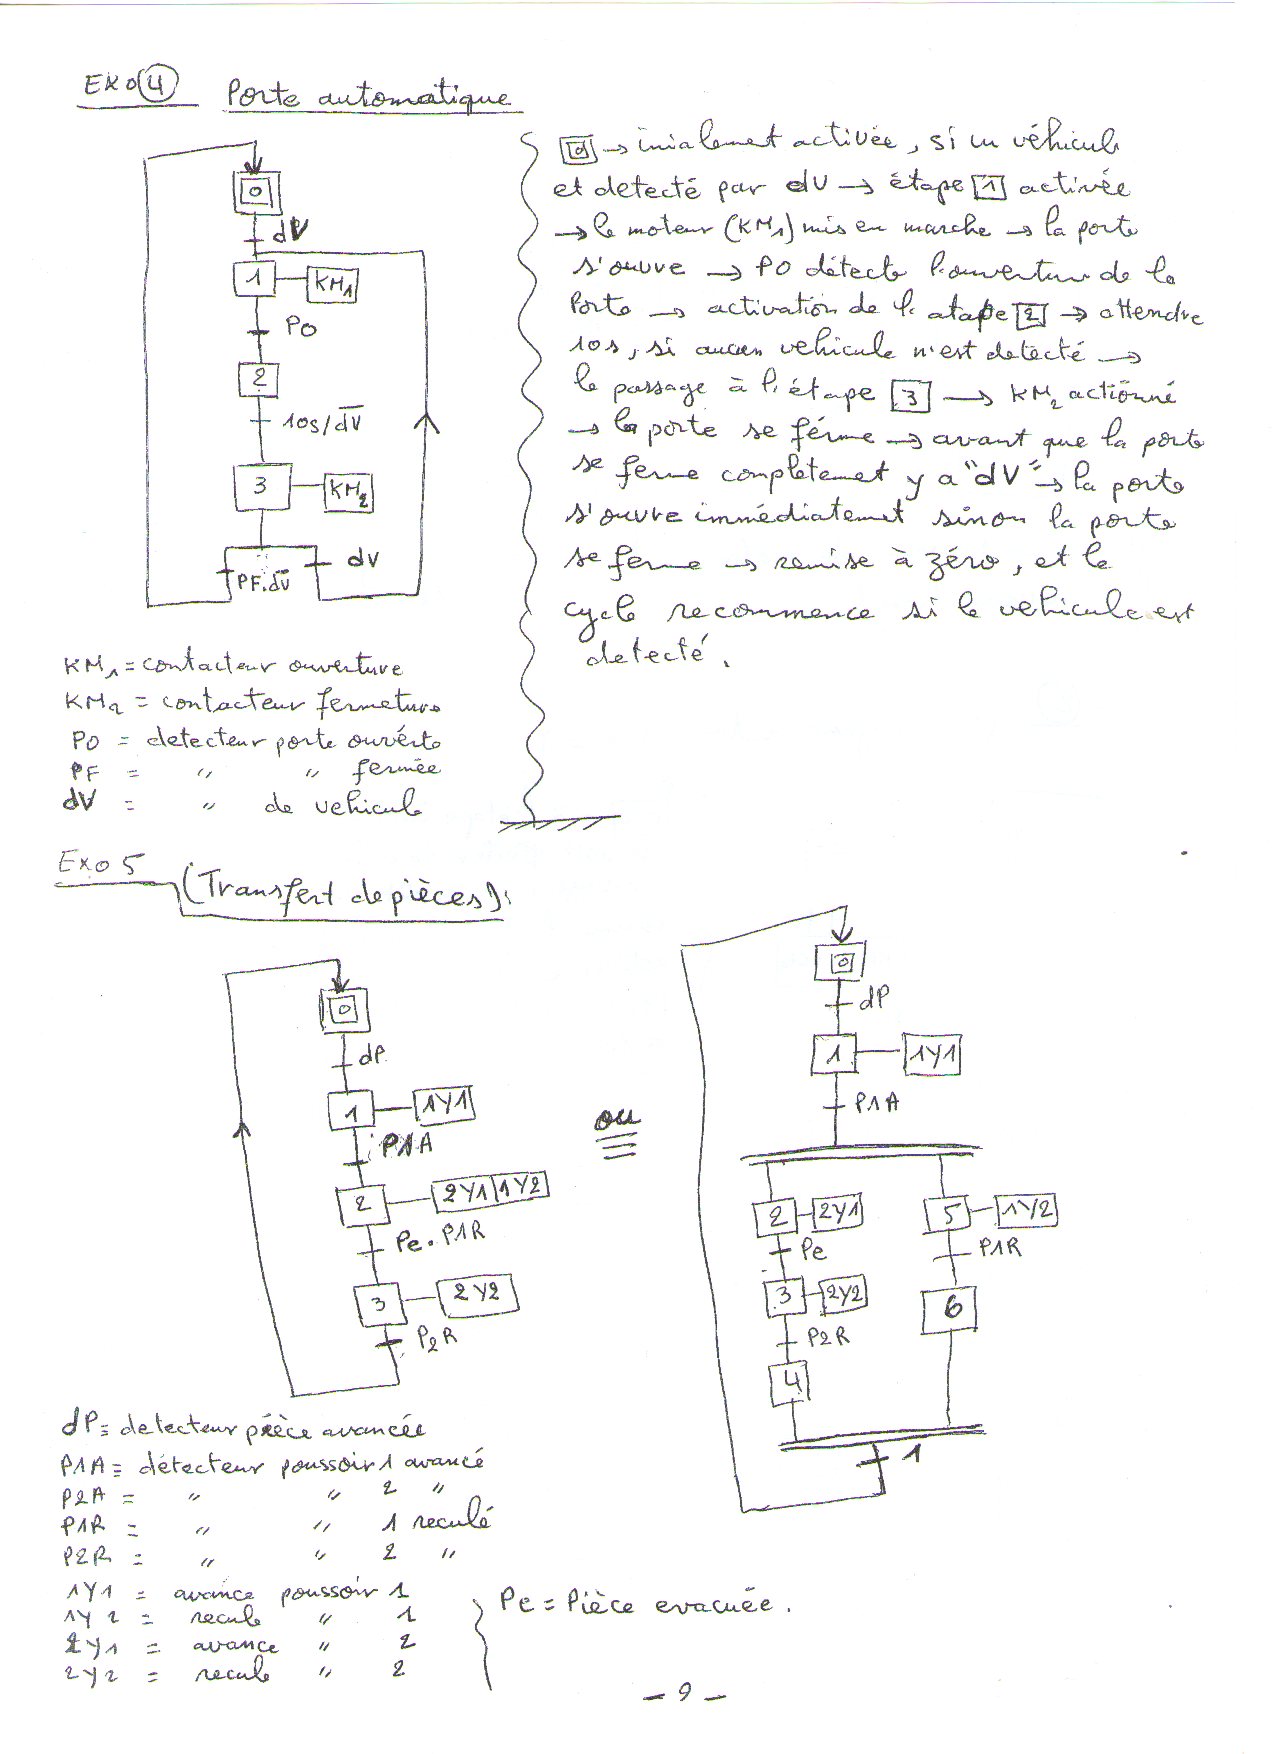 EXO 4 Porte automatique
0
dV
1 KM1
PO
2
10s/d̅V̅
3 KM2
PF.d̅v̅ dV
KM1 = contacteur ouverture
KM2 = contacteur fermeture
PO = detecteur porte ouvérte
PF = " " fermée
dV = " de vehicule
0 → inialement activée, si un véhicule
et detecté par dV → étape 1 activée
→ le moteur (KM1) mis en marche → la porte
s'ouvre → PO détecte l'ouverture de la
Porte → activation de l' atape 2 → attendre
10s, si aucun vehicule n'est detecté →
le passage à l'étape 3 → KM2 actionné
→ la porte se férme → avant que la porte
se ferme completemet y a "dV" → la porte
s'ouvre immédiatemet sinon la porte
se ferme → remise à zéro, et le
cycle recommence si le vehicule est
detecté.
Exo 5 (Transfert de pièces):
0
dP
1 1Y1
P1A
2 2Y1 1Y2
Pe. P1R
3 2Y2
P2R
ou
0
dP
1 1Y1
P1A
2 2Y1 5 1Y2
Pe P1R
3 2Y2 6
P2R
4
1
dP = detecteur pièce avancée
P1A = détecteur poussoir 1 avancé
P2A = " " 2 "
P1R = " " 1 reculé
P2R = " " 2 "
1Y1 = avance poussoir 1
1Y2 = recule " 1
2Y1 = avance " 2
2Y2 = recule " 2
Pe = Pièce evacuée.
- 9 -